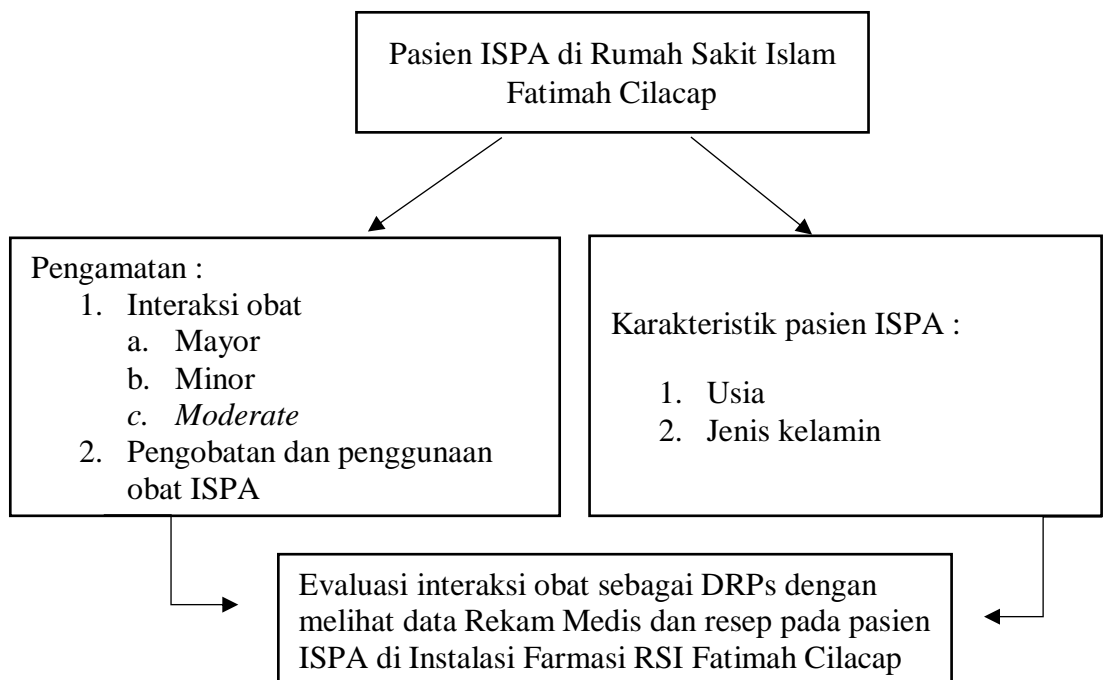 Pasien ISPA di Rumah Sakit Islam
Fatimah Cilacap
Pengamatan :
1. Interaksi obat
a. Mayor
b. Minor
c. Moderate
2. Pengobatan dan penggunaan
obat ISPA
Karakteristik pasien ISPA :
1. Usia
2. Jenis kelamin
Evaluasi interaksi obat sebagai DRPs dengan
melihat data Rekam Medis dan resep pada pasien
ISPA di Instalasi Farmasi RSI Fatimah Cilacap